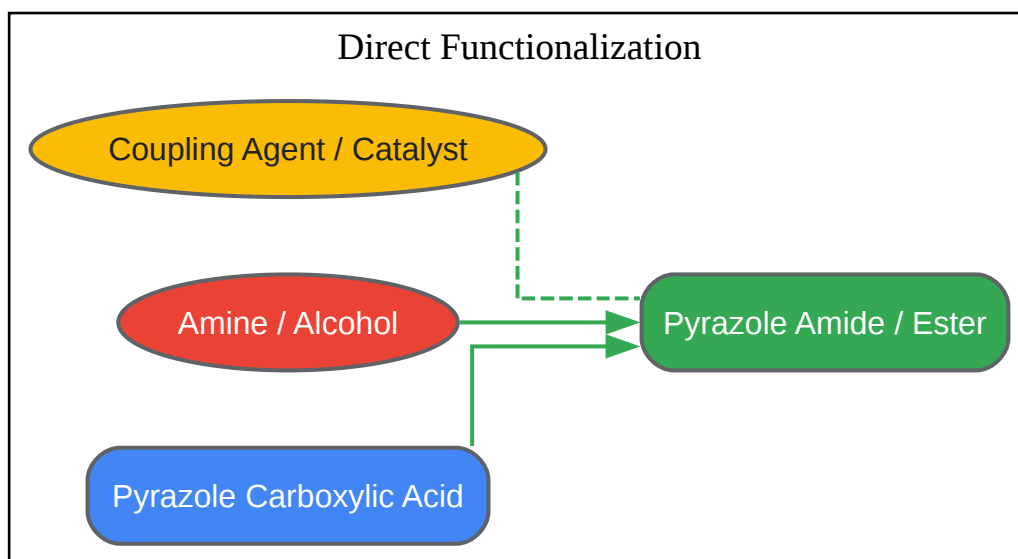 Direct Functionalization
Coupling Agent / Catalyst
Amine / Alcohol
Pyrazole Amide / Ester
Pyrazole Carboxylic Acid